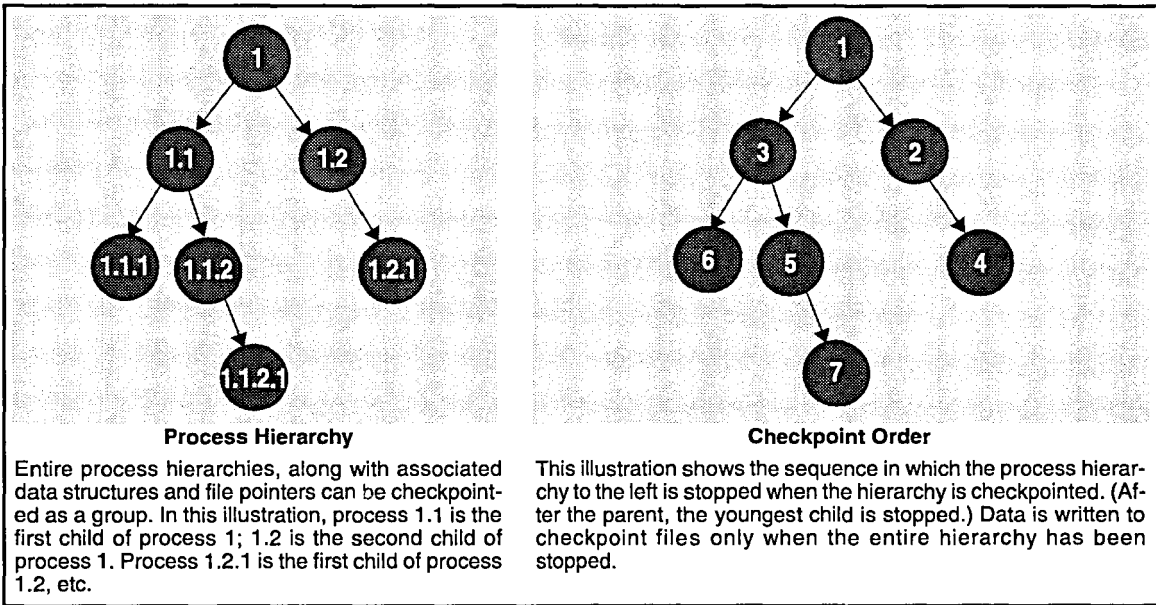 1
1.1
1.2
1.1.1
1.1.2
1.2.1
1.1.2.1
Process Hierarchy
Entire process hierarchies, along with associated
data structures and file pointers can be checkpoint-
ed as a group. In this illustration, process 1.1 is the
first child of process 1; 1.2 is the second child of
process 1. Process 1.2.1 is the first child of process
1.2, etc.
1
3
2
6
5
4
7
Checkpoint Order
This illustration shows the sequence in which the process hierar-
chy to the left is stopped when the hierarchy is checkpointed. (Af-
ter the parent, the youngest child is stopped.) Data is written to
checkpoint files only when the entire hierarchy has been
stopped.